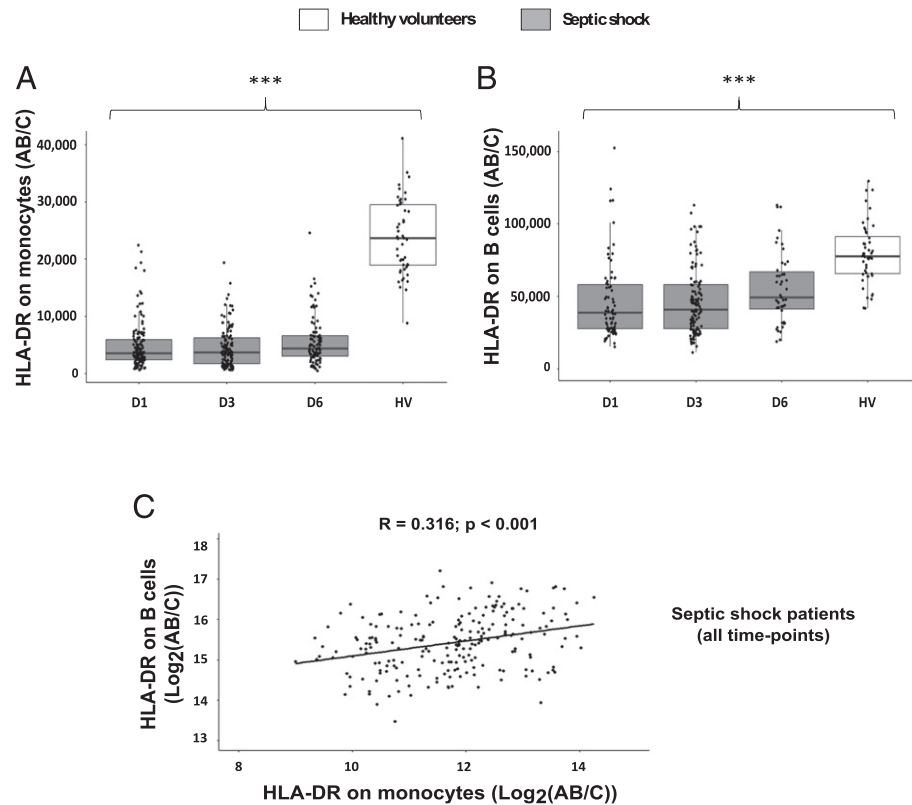 Healthy volunteers
Septic shock
A
***
HLA-DR on monocytes (AB/C)
40,000
30,000
20,000
10,000
0
D1 D3 D6 HV
B
***
HLA-DR on B cells (AB/C)
150,000
100,000
50,000
0
D1 D3 D6 HV
C
R = 0.316; p < 0.001
HLA-DR on B cells
(Log2(AB/C))
18
17
16
15
14
13
8 10 12 14
HLA-DR on monocytes (Log2(AB/C))
Septic shock patients
(all time-points)